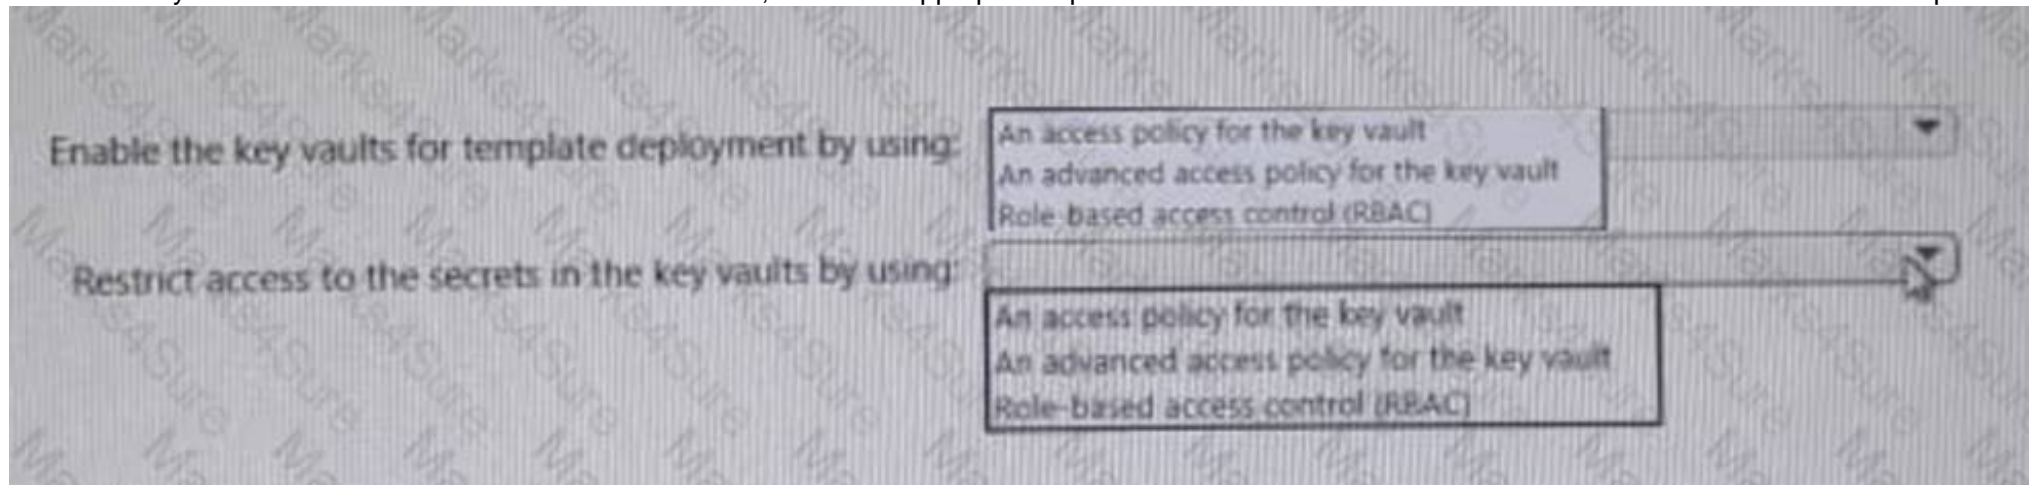 Enable the key vaults for template deployment by using:
An access policy for the key vault
An advanced access policy for the key vault
Role-based access control (RBAC)
Restrict access to the secrets in the key vaults by using:
An access policy for the key vault
An advanced access policy for the key vault
Role-based access control (RBAC)
Marks4Sure